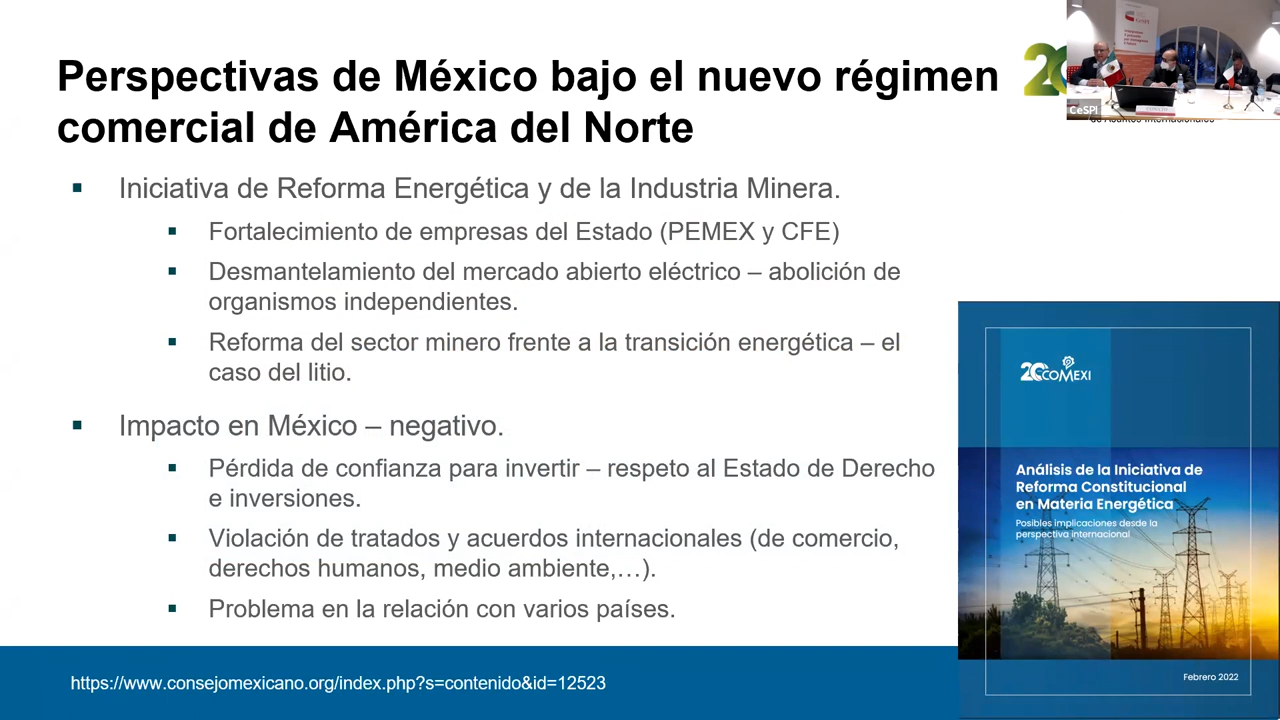 Perspectivas de México bajo el nuevo régimen
comercial de América del Norte
20
CeSPI
CeSPI
de Asuntos Internacionales
▪ Iniciativa de Reforma Energética y de la Industria Minera.
▪ Fortalecimiento de empresas del Estado (PEMEX y CFE)
▪ Desmantelamiento del mercado abierto eléctrico – abolición de
organismos independientes.
▪ Reforma del sector minero frente a la transición energética – el
caso del litio.
▪ Impacto en México – negativo.
▪ Pérdida de confianza para invertir – respeto al Estado de Derecho
e inversiones.
▪ Violación de tratados y acuerdos internacionales (de comercio,
derechos humanos, medio ambiente,…).
▪ Problema en la relación con varios países.
20 COMEXI
Análisis de la Iniciativa de
Reforma Constitucional
en Materia Energética
Posibles implicaciones desde la
perspectiva internacional
Febrero 2022
https://www.consejomexicano.org/index.php?s=contenido&id=12523